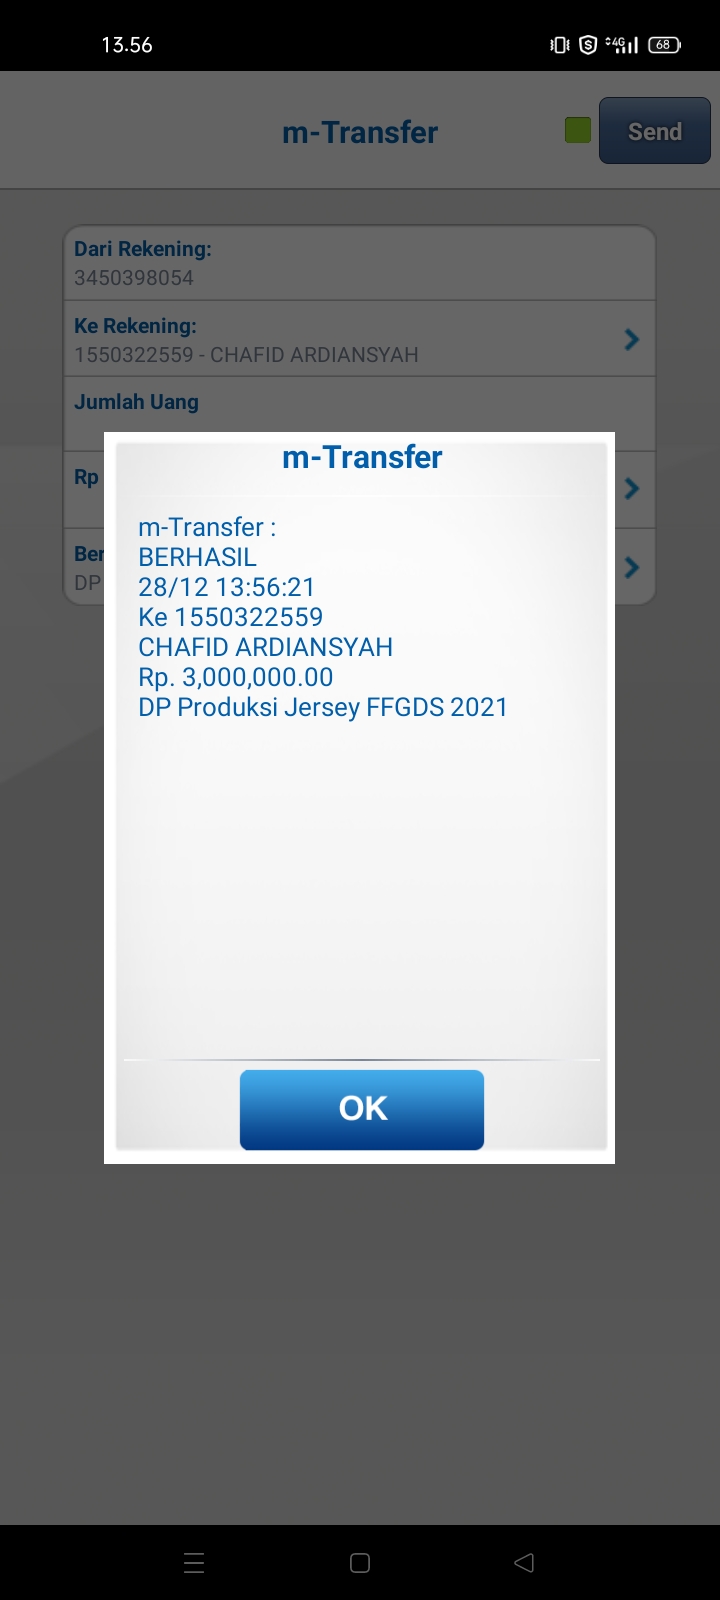 13.56
4G
68
m-Transfer
Send
Dari Rekening:
3450398054
Ke Rekening:
1550322559 - CHAFID ARDIANSYAH
Jumlah Uang
Rp
Ber
DP
m-Transfer
m-Transfer :
BERHASIL
28/12 13:56:21
Ke 1550322559
CHAFID ARDIANSYAH
Rp. 3,000,000.00
DP Produksi Jersey FFGDS 2021
OK